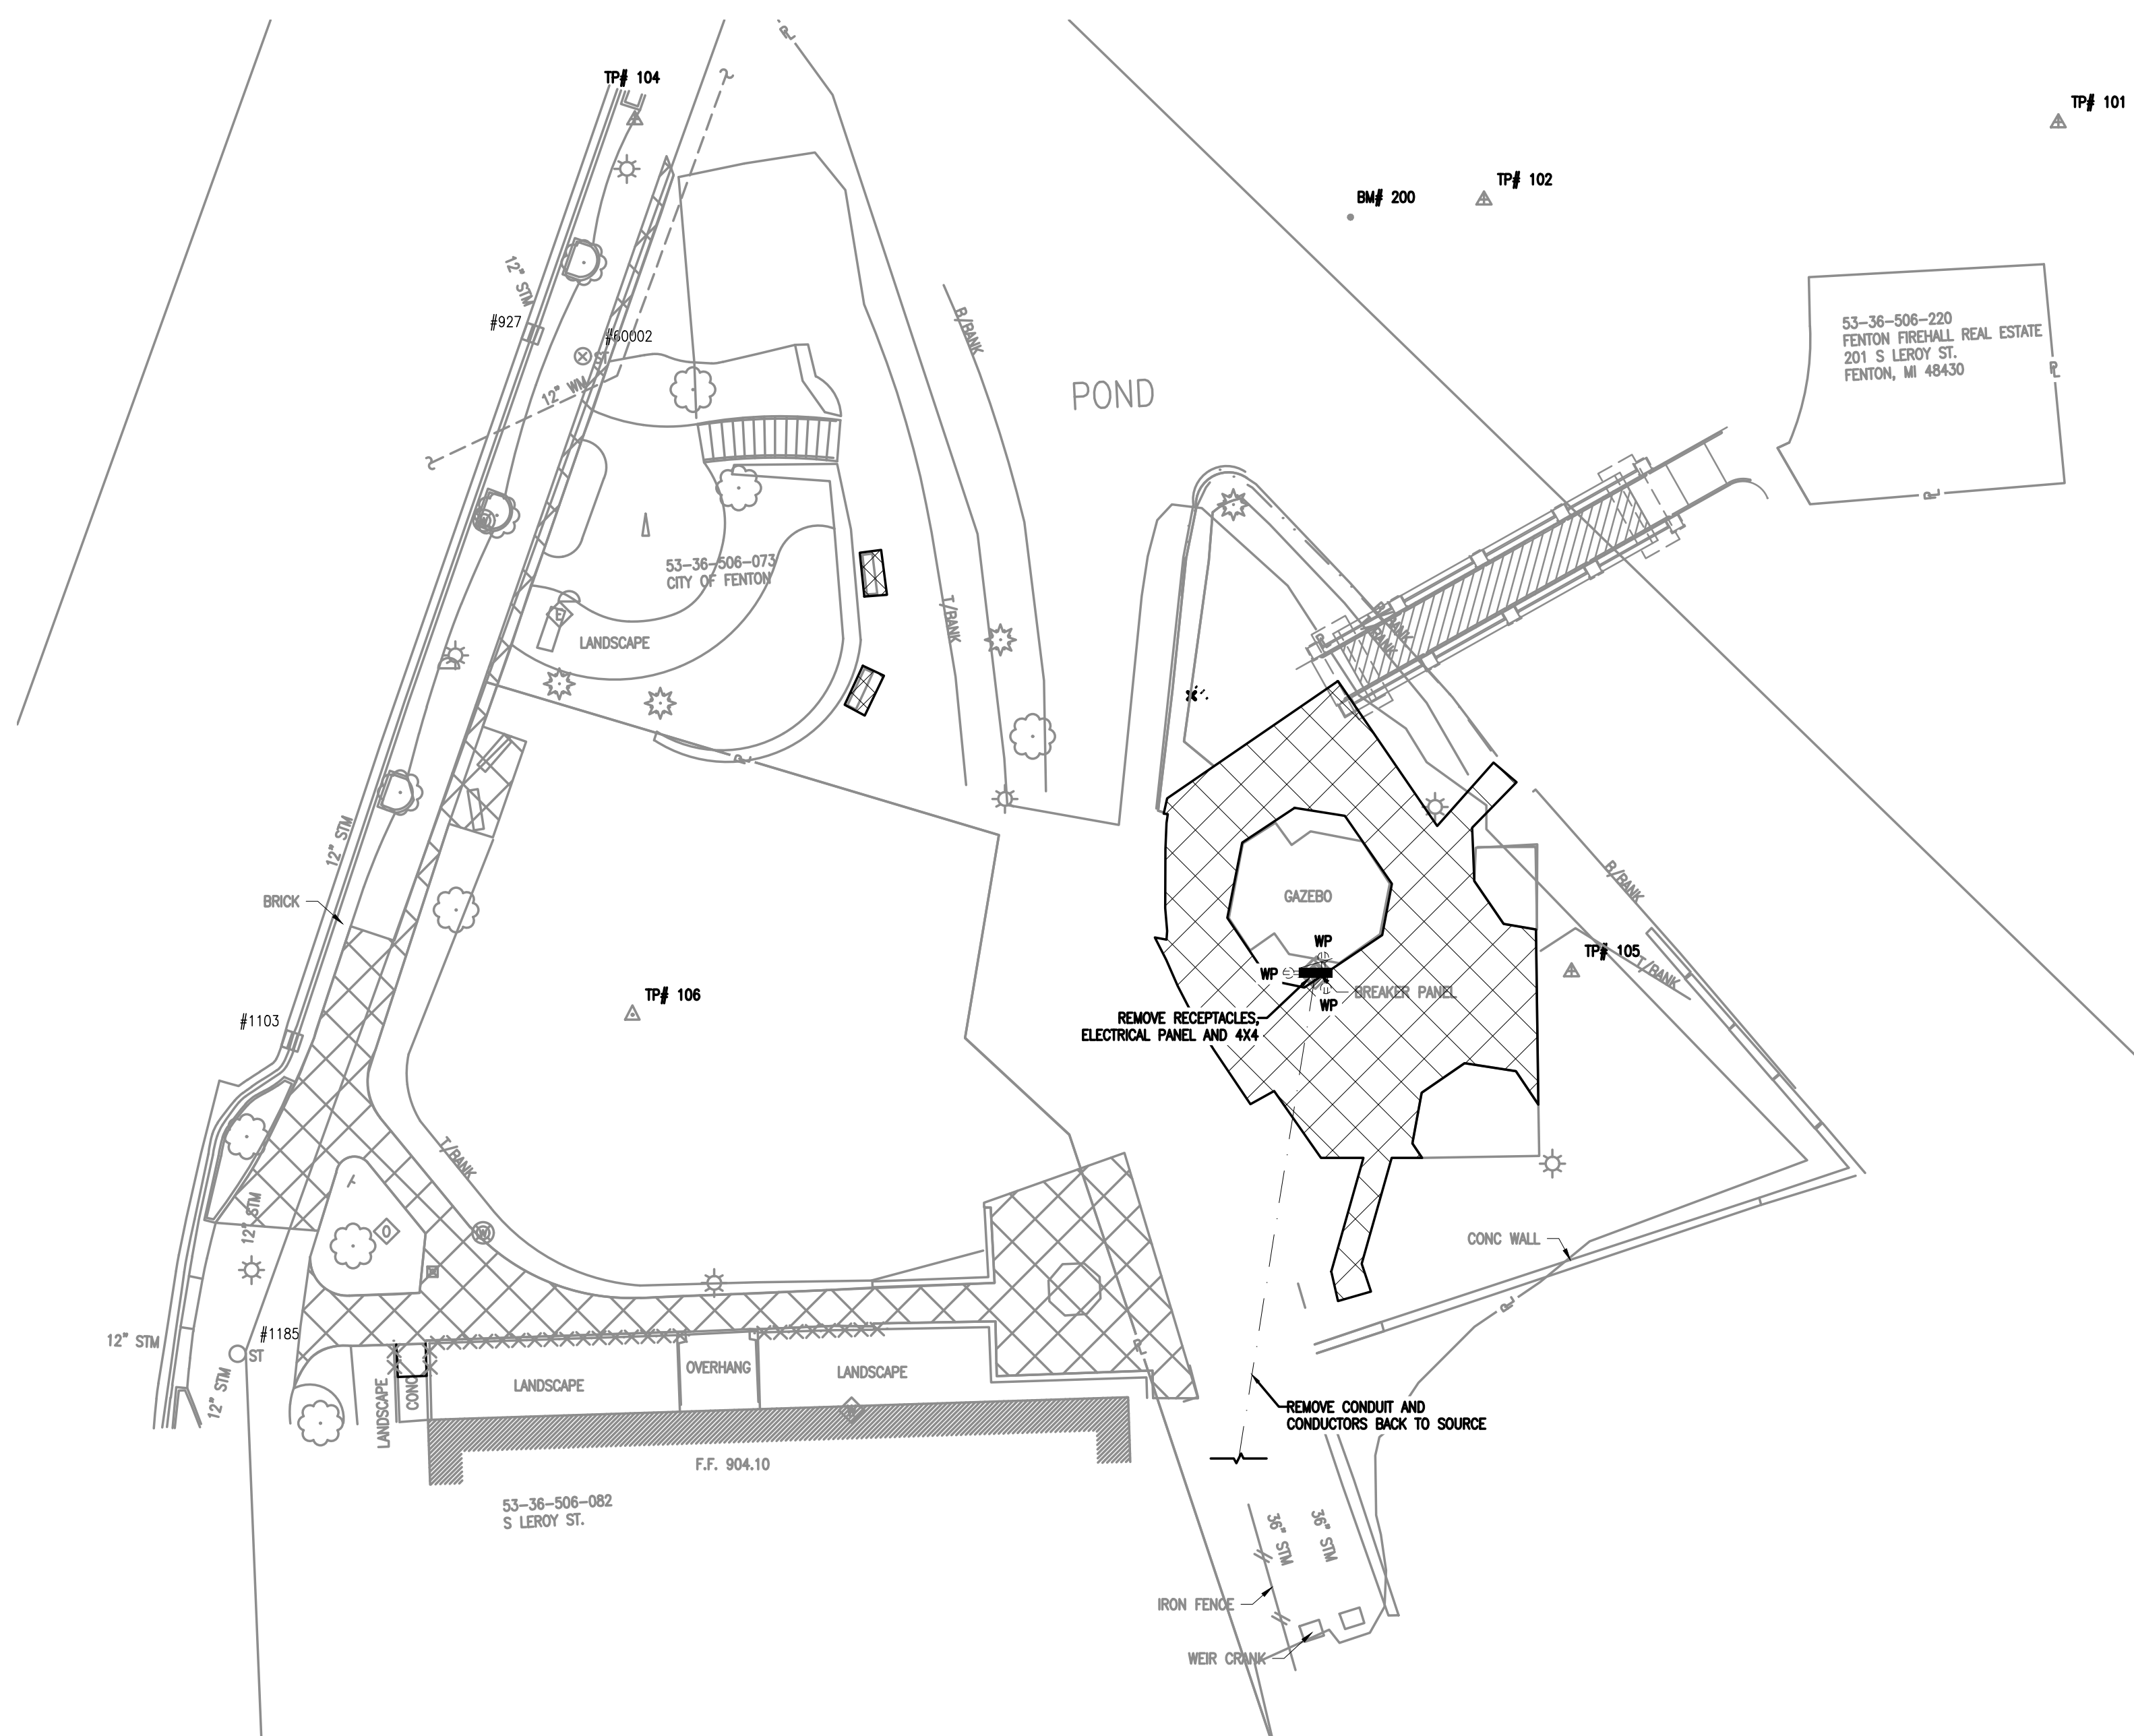 TP# 104
TP# 101
TP# 102
BM# 200
12" STM
#927
#60002
ST
12" WM
B/BANK
POND
53-36-506-220
FENTON FIREHALL REAL ESTATE
201 S LEROY ST.
FENTON, MI 48430
53-36-506-073
CITY OF FENTON
T/BANK
E
LANDSCAPE
12" STM
BRICK
B/BANK
GAZEBO
WP
WP
WP
BREAKER PANEL
TP# 105
T/BANK
TP# 106
REMOVE RECEPTACLES,
ELECTRICAL PANEL AND 4X4
#1103
T/BANK
12" STM
W
CONC WALL
12" STM
#1185
ST
12" STM
LANDSCAPE
CONC
LANDSCAPE
OVERHANG
LANDSCAPE
REMOVE CONDUIT AND
CONDUCTORS BACK TO SOURCE
F.F. 904.10
53-36-506-082
S LEROY ST.
36" STM
36" STM
IRON FENCE
WEIR CRANK